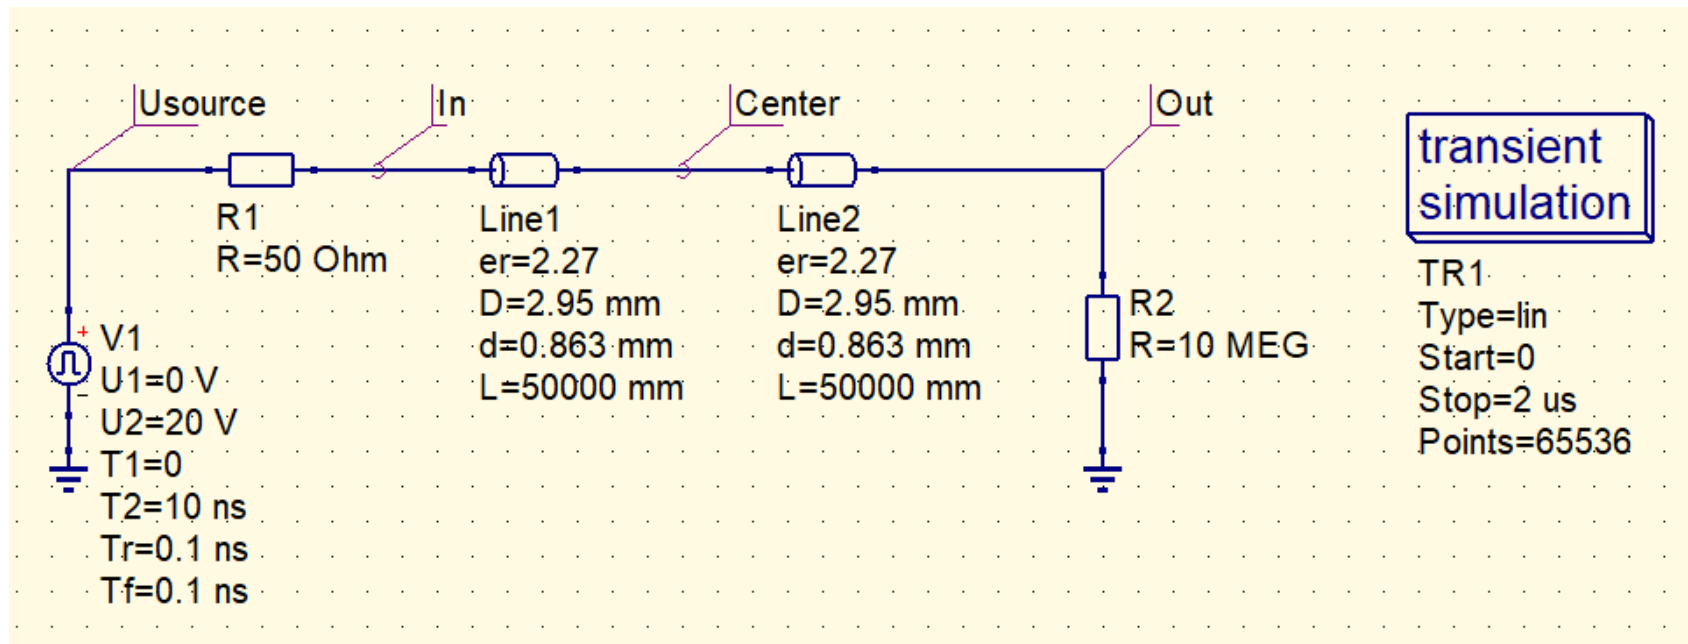 Usource
In
Center
Out
transient
simulation
R1
R=50 Ohm
Line1
er=2.27
D=2.95 mm
d=0.863 mm
L=50000 mm
Line2
er=2.27
D=2.95 mm
d=0.863 mm
L=50000 mm
R2
R=10 MEG
TR1
Type=lin
Start=0
Stop=2 us
Points=65536
+
V1
U1=0 V
-
U2=20 V
T1=0
T2=10 ns
Tr=0.1 ns
Tf=0.1 ns